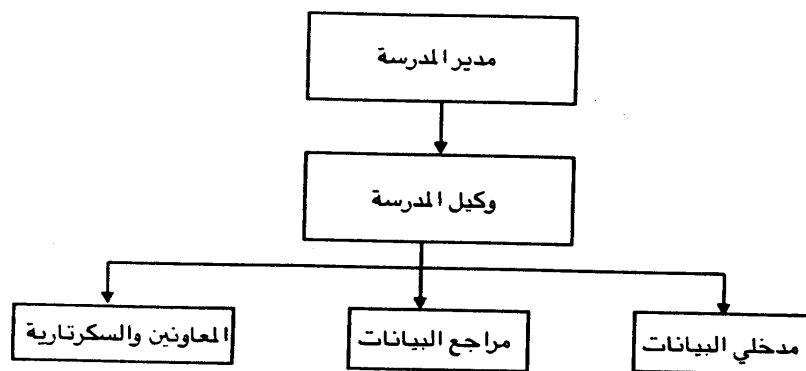 مدير المدرسة
وكيل المدرسة
مدخلي البيانات
مراجع البيانات
المعاونين والسكرتارية